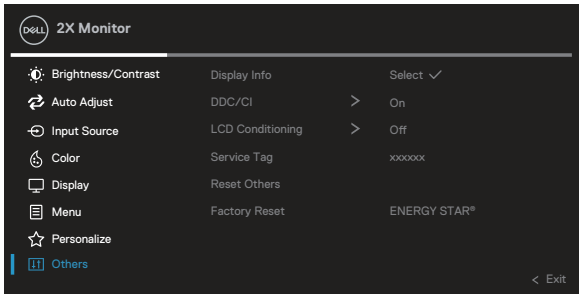 DELL 2X Monitor
Brightness/Contrast Display Info Select ✓
Auto Adjust DDC/CI > On
Input Source LCD Conditioning > Off
Color Service Tag xxxxxx
Display Reset Others
Menu Factory Reset ENERGY STAR®
Personalize
Others
< Exit